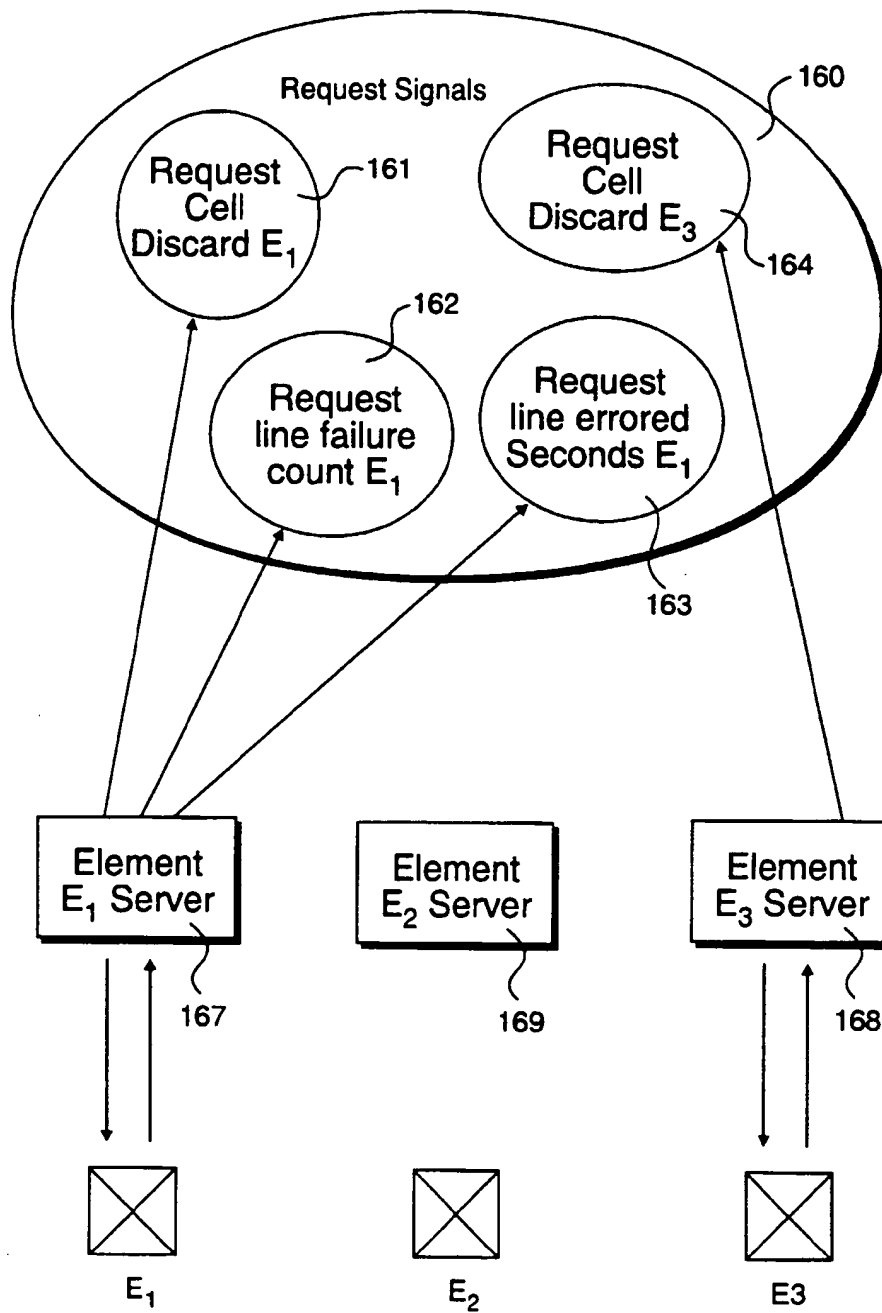 Request Signals
160
Request
Cell
Discard E₁
161
Request
Cell
Discard E₃
164
162
Request
line failure
count E₁
Request
line errored
Seconds E₁
163
Element
E₁ Server
167
Element
E₂ Server
169
Element
E₃ Server
168
E₁
E₂
E3